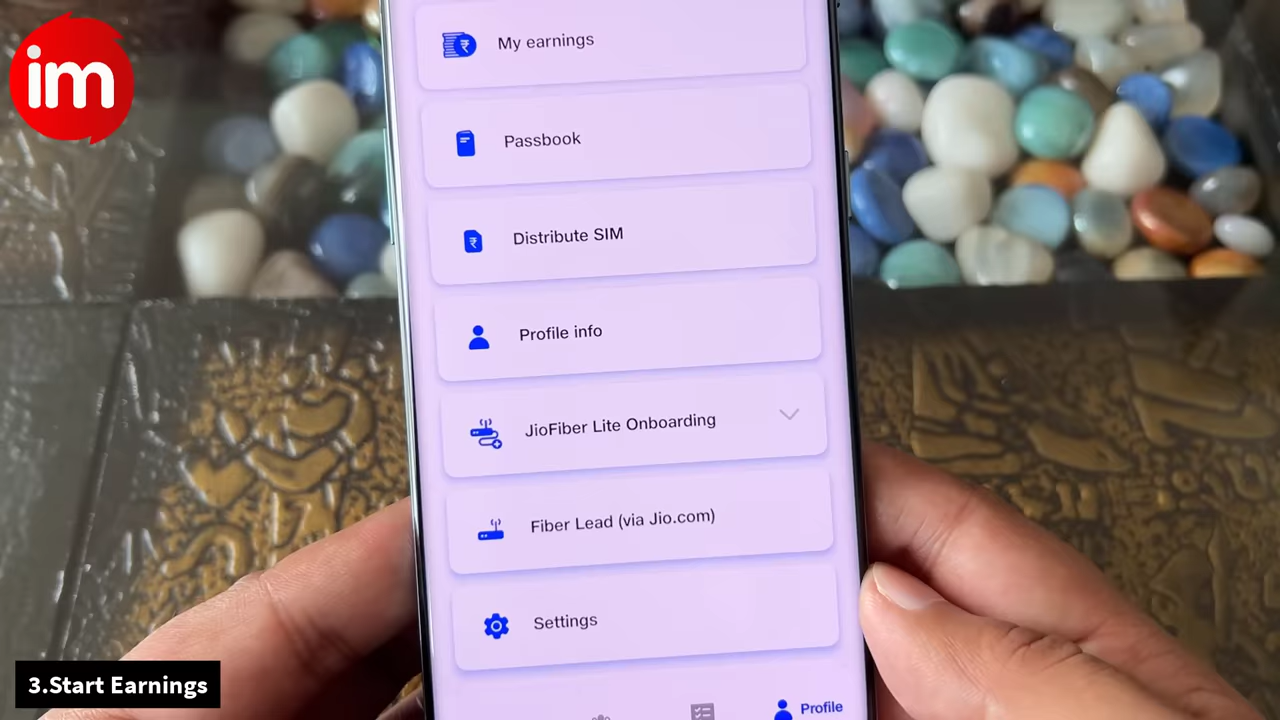 im
My earnings
Passbook
Distribute SIM
Profile info
JioFiber Lite Onboarding
Fiber Lead (via Jio.com)
Settings
Profile
3.Start Earnings